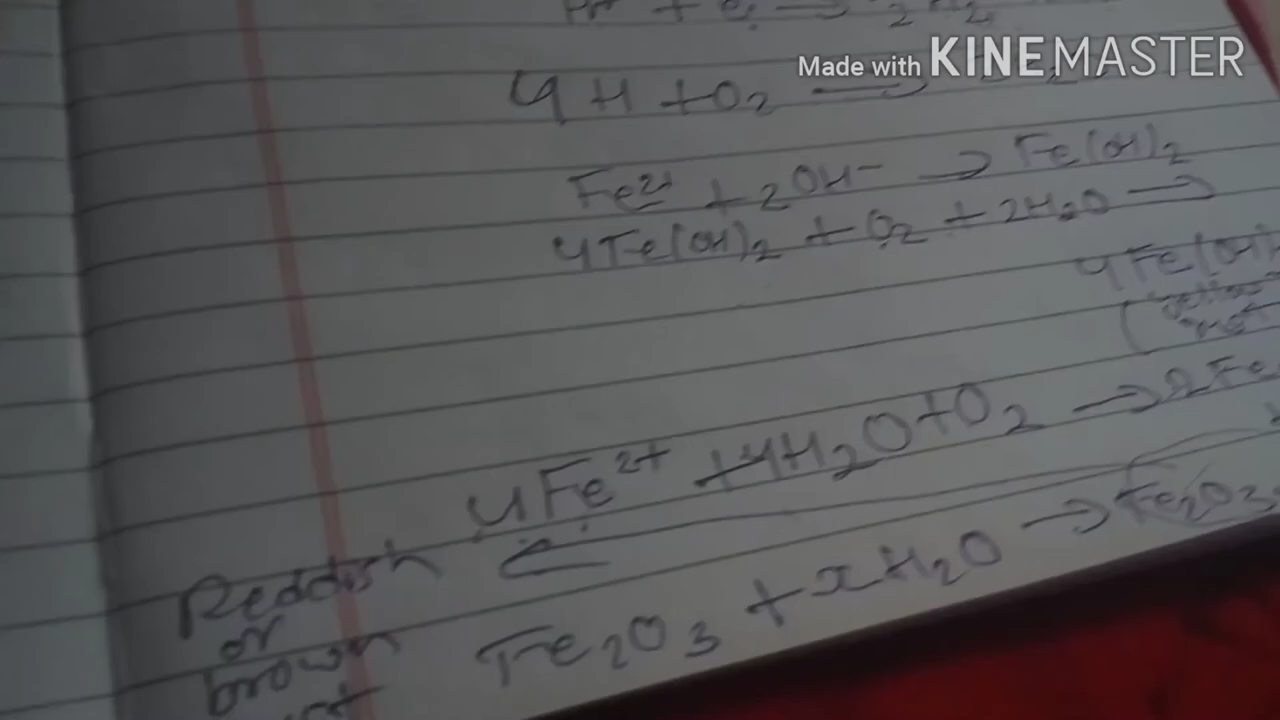 Made with KINEMASTER
4H + O2 →
Fe2+ + 2OH- → Fe(OH)2
4Fe(OH)2 + O2 + 2H2O →
4Fe(OH)
4Fe2+ + 4H2O + O2 → 2Fe
Reddish
or
brown
Fe2O3 + xH2O → Fe2O3